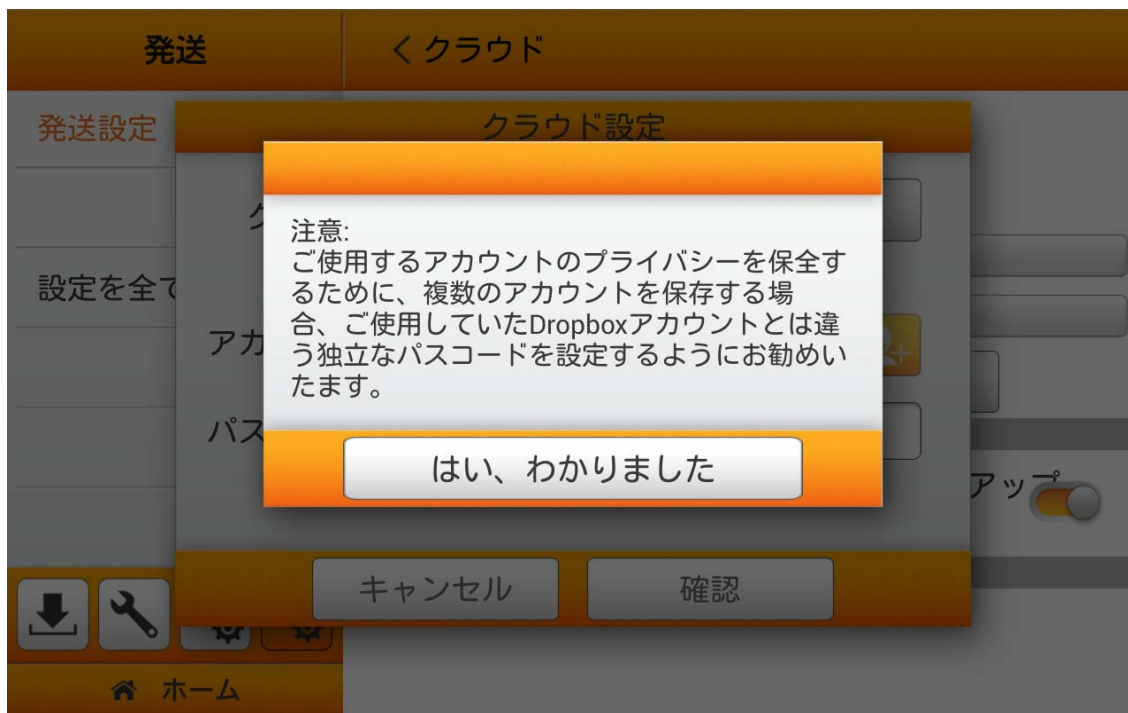 発送
クラウド
発送設定
クラウド設定
注意:
ご使用するアカウントのプライバシーを保全す
るために、複数のアカウントを保存する場
合、ご使用していたDropboxアカウントとは違
う独立なパスコードを設定するようにお勧めい
たます。
設定を全て
アカ
パス
はい、わかりました
アップ
キャンセル
確認
ホーム